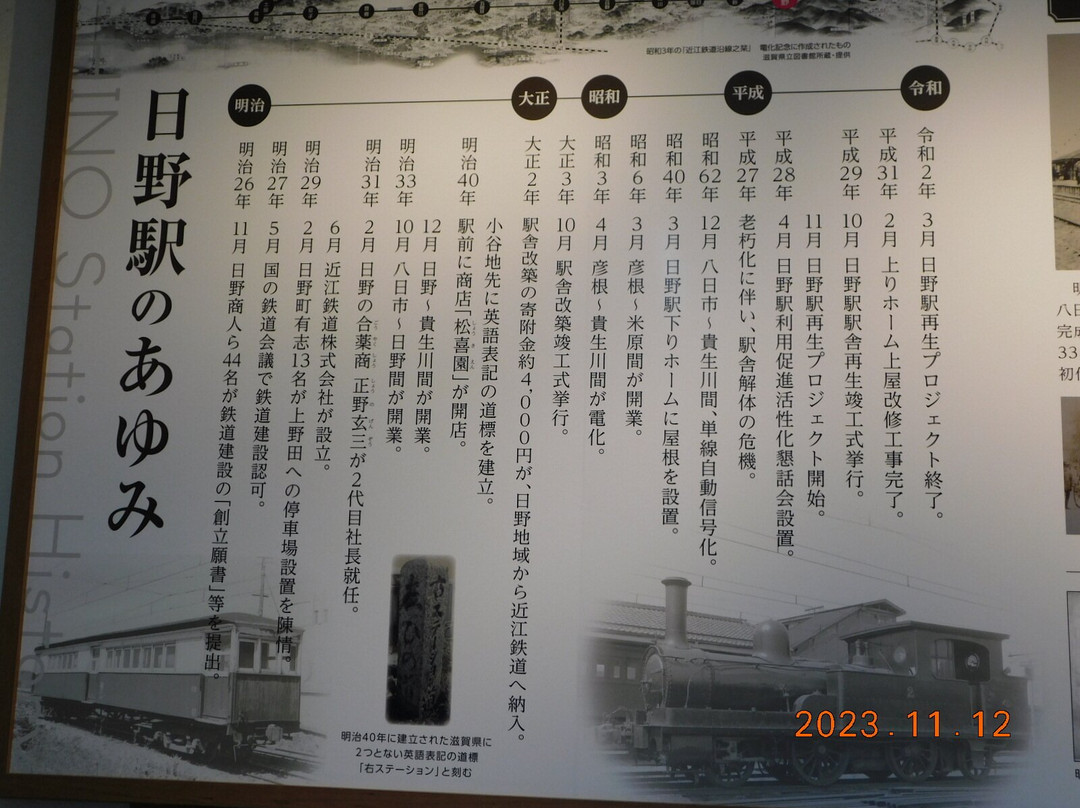 昭和3年の「近江鉄道沿線之栞」 電化記念に作成されたもの
滋賀県立図書館所蔵・提供
HINO Station Histo
日野駅のあゆみ
明治
大正
昭和
平成
令和
明治26年 11月 日野商人ら44名が鉄道建設の「創立願書」等を提出。
明治27年 5月 国の鉄道会議で鉄道建設認可。
明治29年 2月 日野町有志13名が上野田への停車場設置を陳情。
6月 近江鉄道株式会社が設立。
明治31年 2月 日野の合薬商 正野玄三が2代目社長就任。
明治33年 10月 八日市~日野間が開業。
12月 日野~貴生川間が開業。
明治40年 駅前に商店「松喜園」が開店。
小谷地先に英語表記の道標を建立。
大正2年 駅舎改築の寄附金約4,000円が、日野地域から近江鉄道へ納入。
大正3年 10月 駅舎改築竣工式挙行。
昭和3年 4月 彦根~貴生川間が電化。
昭和6年 3月 彦根~米原間が開業。
昭和40年 3月 日野駅下りホームに屋根を設置。
昭和62年 12月 八日市~貴生川間、単線自動信号化。
平成27年 老朽化に伴い、駅舎解体の危機。
平成28年 4月 日野駅利用促進活性化懇話会設置。
11月 日野駅再生プロジェクト開始。
平成29年 10月 日野駅駅舎再生竣工式挙行。
平成31年 2月 上りホーム上屋改修工事完了。
令和2年 3月 日野駅再生プロジェクト終了。
明治40年に建立された滋賀県に
2つとない英語表記の道標
「右ステーション」と刻む
明
八日
完成
33
初代
2023.11.12